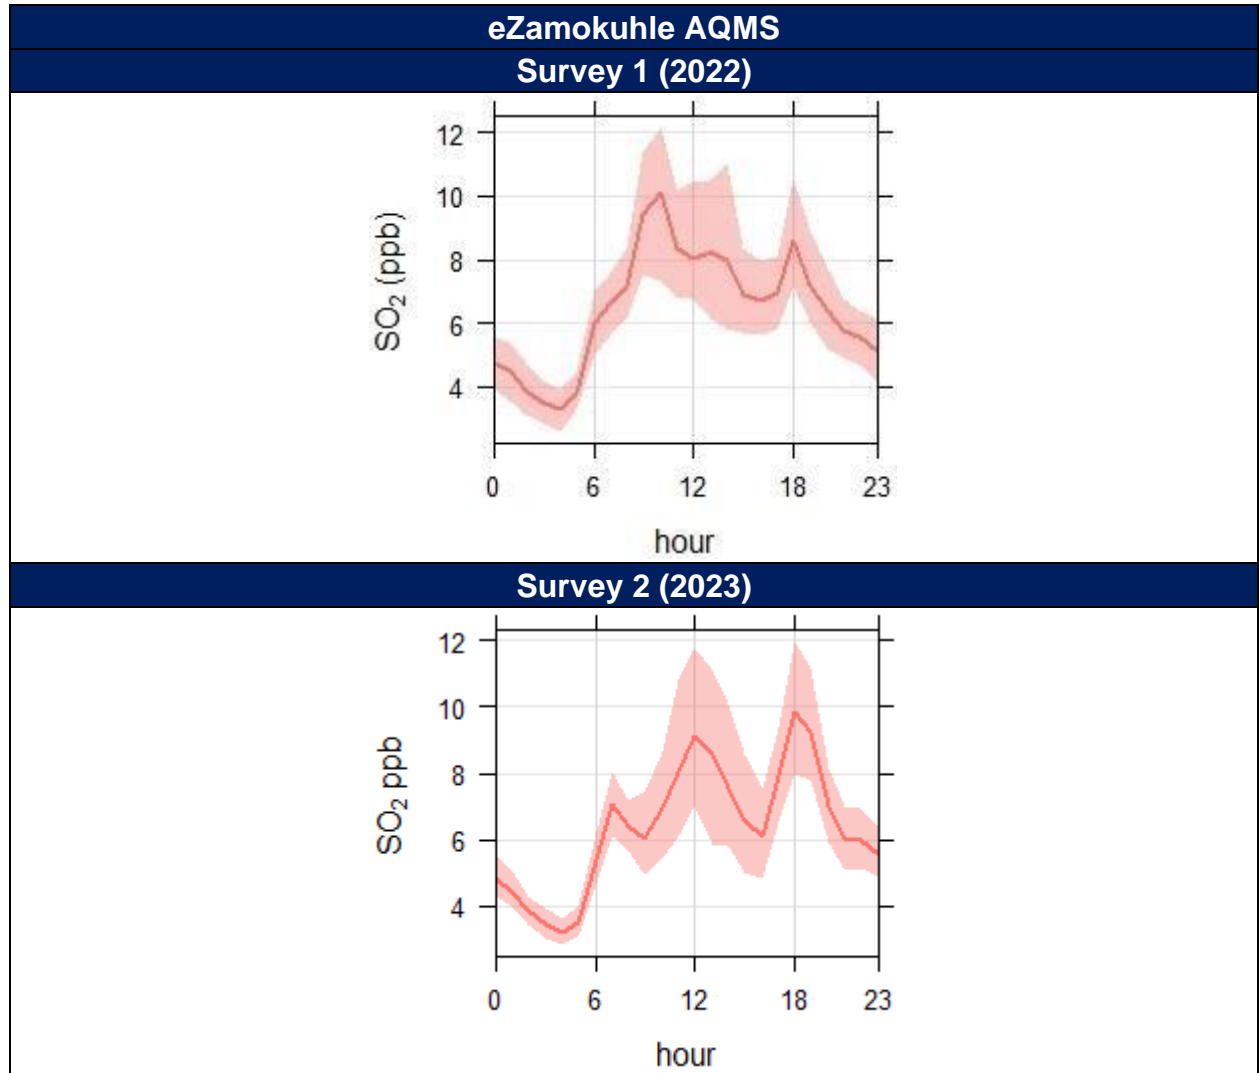 eZamokuhle AQMS
Survey 1 (2022)
12
10
8
6
4
SO₂ (ppb)
0 6 12 18 23
hour
Survey 2 (2023)
12
10
8
6
4
SO₂ ppb
0 6 12 18 23
hour